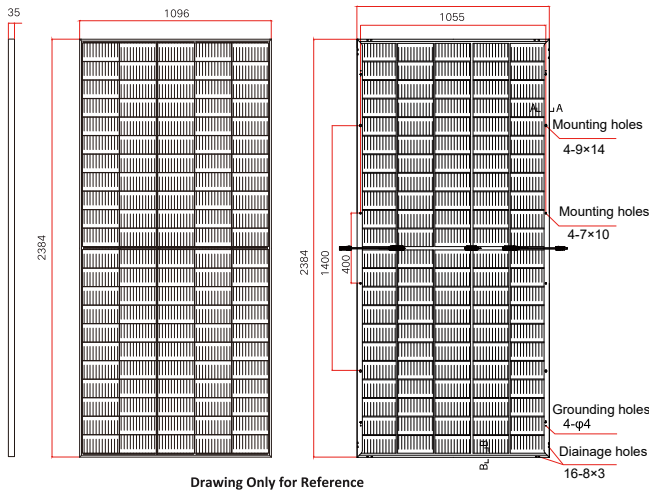 35
1096
2384
1055
A
A
Mounting holes
4-9×14
Mounting holes
4-7×10
2384
1400
400
Grounding holes
4-φ4
B
B
Diainage holes
16-8×3
Drawing Only for Reference